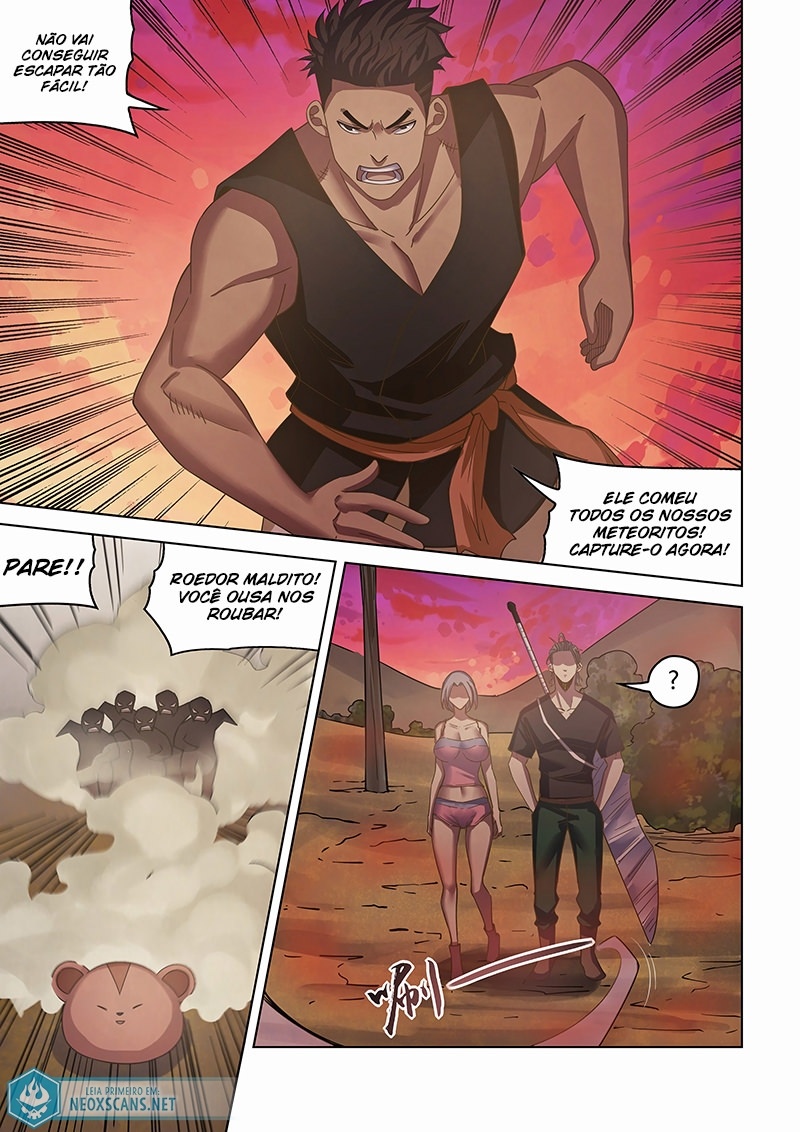 NÃO VAI
CONSEGUIR
ESCAPAR TÃO
FÁCIL!
ELE COMEU
TODOS OS NOSSOS
METEORITOS!
CAPTURE-O AGORA!
PARE!!
ROEDOR MALDITO!
VOCÊ OUSA NOS
ROUBAR!
?
LEIA PRIMEIRO EM:
NEOXSCANS.NET